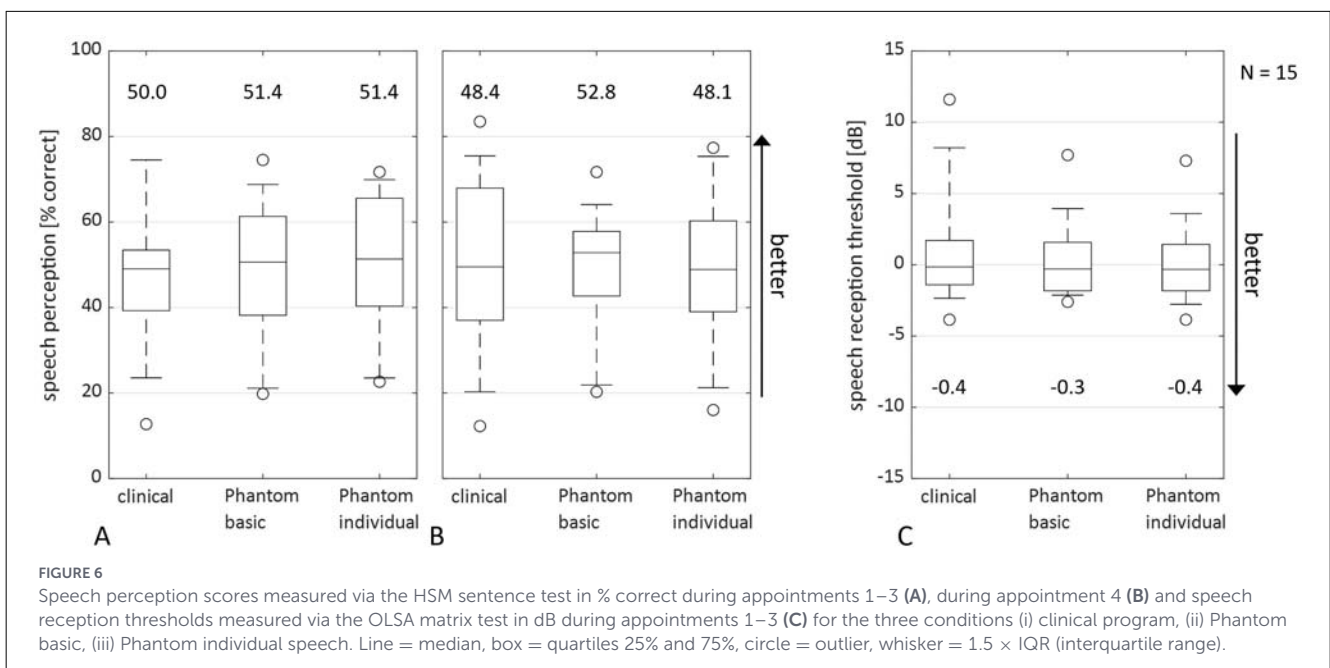 100
80
60
40
20
0
speech perception [% correct]
50.0 51.4 51.4
clinical Phantom basic Phantom individual
A
48.4 52.8 48.1
better
clinical Phantom basic Phantom individual
B
N = 15
15
10
5
0
-5
-10
-15
speech reception threshold [dB]
better
-0.4 -0.3 -0.4
clinical Phantom basic Phantom individual
C
FIGURE 6
Speech perception scores measured via the HSM sentence test in % correct during appointments 1–3 (A), during appointment 4 (B) and speech
reception thresholds measured via the OLSA matrix test in dB during appointments 1–3 (C) for the three conditions (i) clinical program, (ii) Phantom
basic, (iii) Phantom individual speech. Line = median, box = quartiles 25% and 75%, circle = outlier, whisker = 1.5 × IQR (interquartile range).